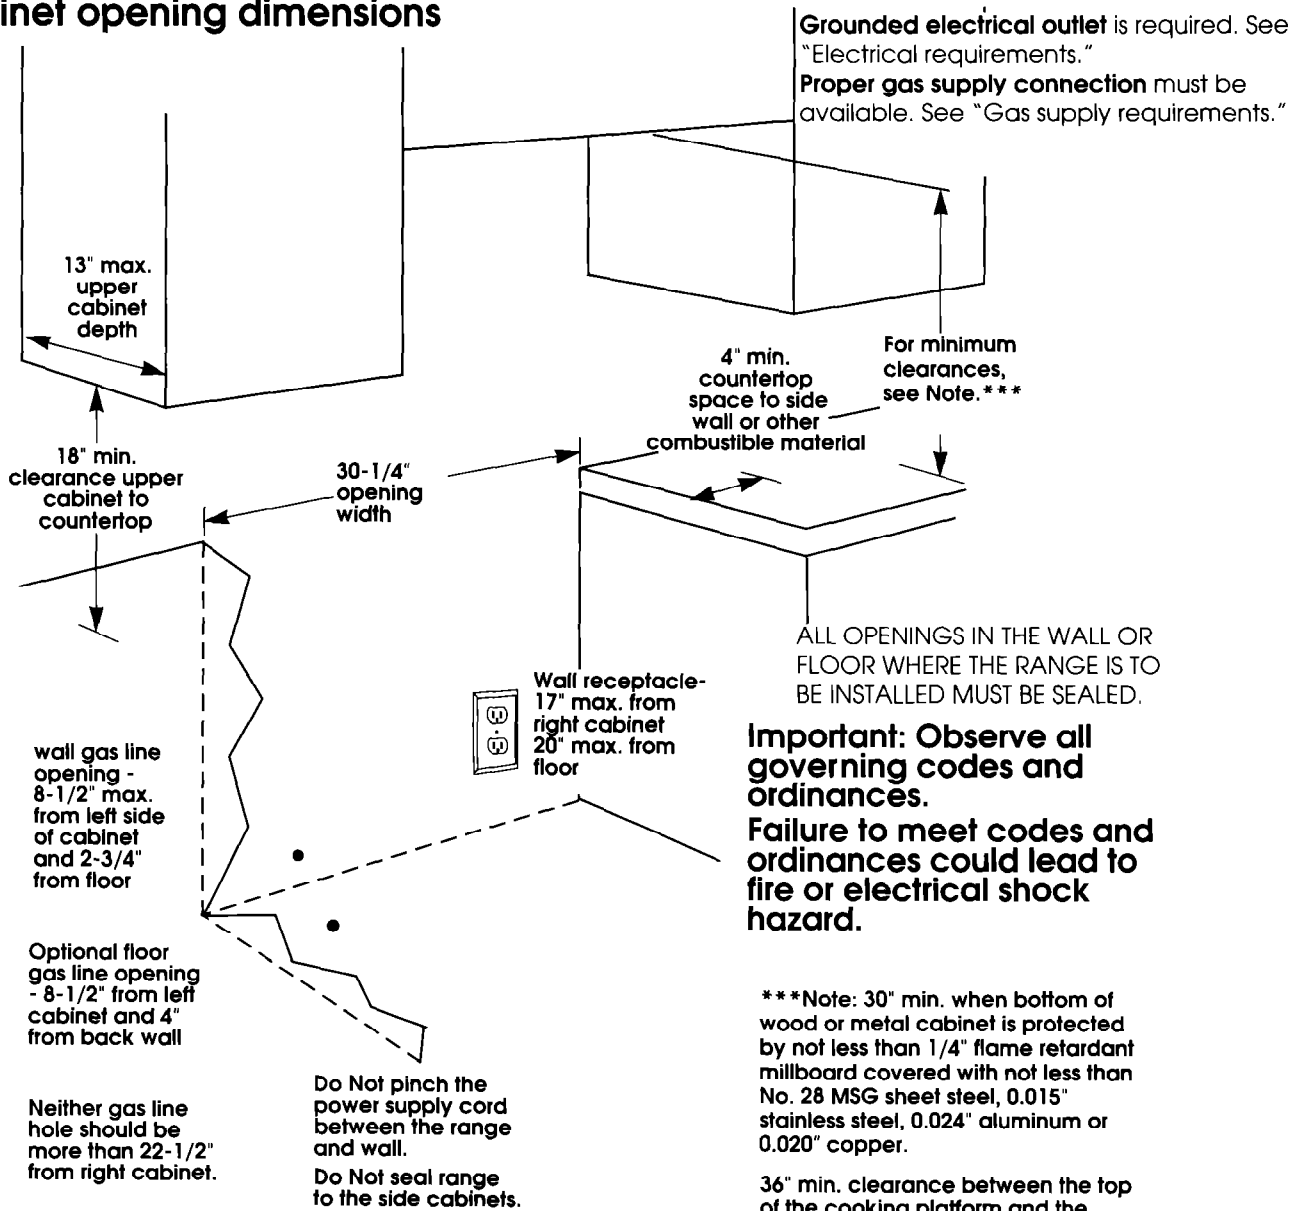 inet opening dimensions
Grounded electrical outlet is required. See
"Electrical requirements."
Proper gas supply connection must be
available. See "Gas supply requirements."
13" max.
upper
cabinet
depth
18" min.
clearance upper
cabinet to
countertop
30-1/4"
opening
width
4" min.
countertop
space to side
wall or other
combustible material
For minimum
clearances,
see Note.***
ALL OPENINGS IN THE WALL OR
FLOOR WHERE THE RANGE IS TO
BE INSTALLED MUST BE SEALED.
Wall receptacle-
17" max. from
right cabinet
20" max. from
floor
Important: Observe all
governing codes and
ordinances.
Failure to meet codes and
ordinances could lead to
fire or electrical shock
hazard.
wall gas line
opening -
8-1/2" max.
from left side
of cabinet
and 2-3/4"
from floor
Optional floor
gas line opening
- 8-1/2" from left
cabinet and 4"
from back wall
Neither gas line
hole should be
more than 22-1/2"
from right cabinet.
Do Not pinch the
power supply cord
between the range
and wall.
Do Not seal range
to the side cabinets.
***Note: 30" min. when bottom of
wood or metal cabinet is protected
by not less than 1/4" flame retardant
millboard covered with not less than
No. 28 MSG sheet steel, 0.015"
stainless steel, 0.024" aluminum or
0.020" copper.
36" min. clearance between the top
of the cooking platform and the